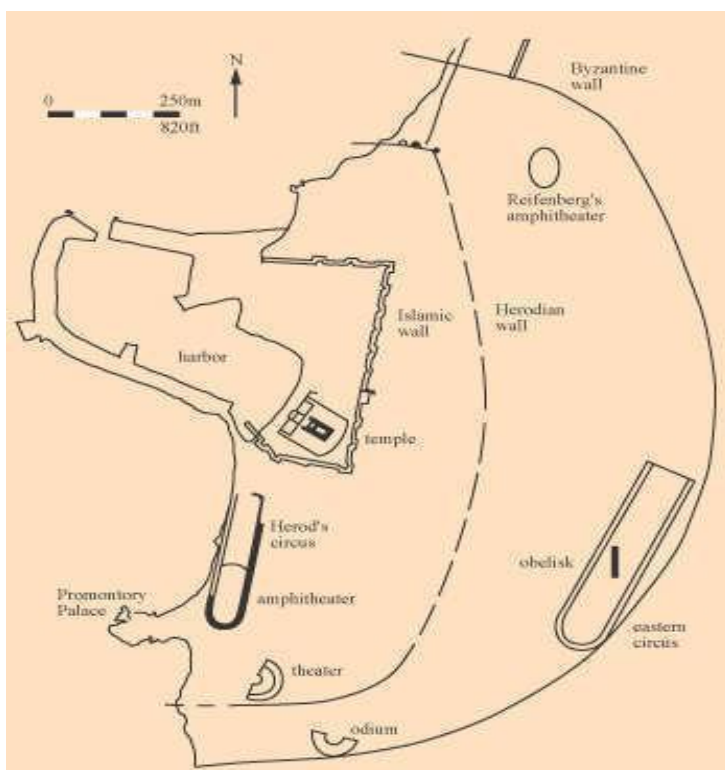 N
0 250m
820ft
Byzantine
wall
Reifenberg's
amphitheater
Islamic
wall
Herodian
wall
harbor
temple
Herod's
circus
obelisk
Promontory
Palace
amphitheater
eastern
circus
theater
odium